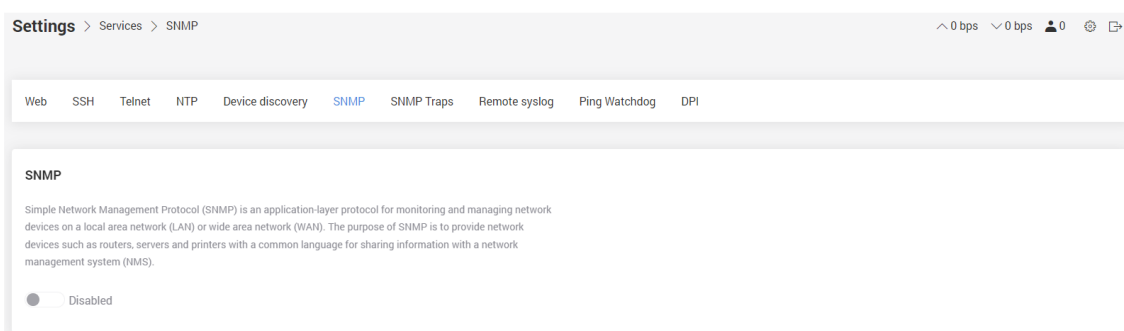 Settings > Services > SNMP
0 bps 0 bps 0
Web SSH Telnet NTP Device discovery SNMP SNMP Traps Remote syslog Ping Watchdog DPI
SNMP
Simple Network Management Protocol (SNMP) is an application-layer protocol for monitoring and managing network
devices on a local area network (LAN) or wide area network (WAN). The purpose of SNMP is to provide network
devices such as routers, servers and printers with a common language for sharing information with a network
management system (NMS).
Disabled